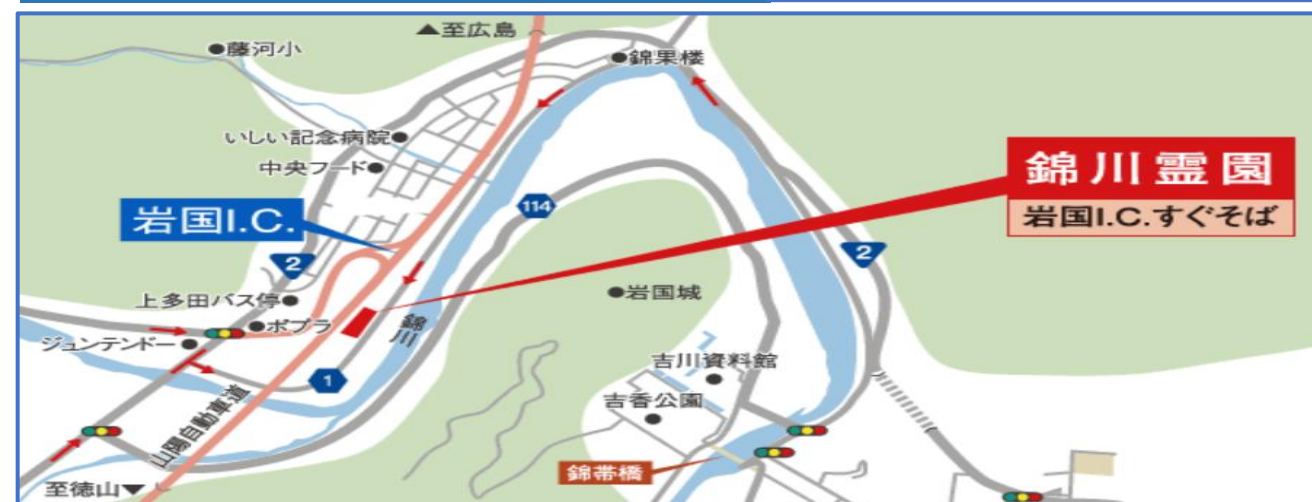 ▲至広島
●藤河小
●錦果楼
いしい記念病院●
中央フード●
錦川霊園
岩国I.C.すぐそば
岩国I.C.
114
2
2
上多田バス停●
●岩国城
●ポプラ
錦川
ジュンテンドー●
吉川資料館
1
吉香公園
山陽自動車道
錦帯橋
至徳山▼